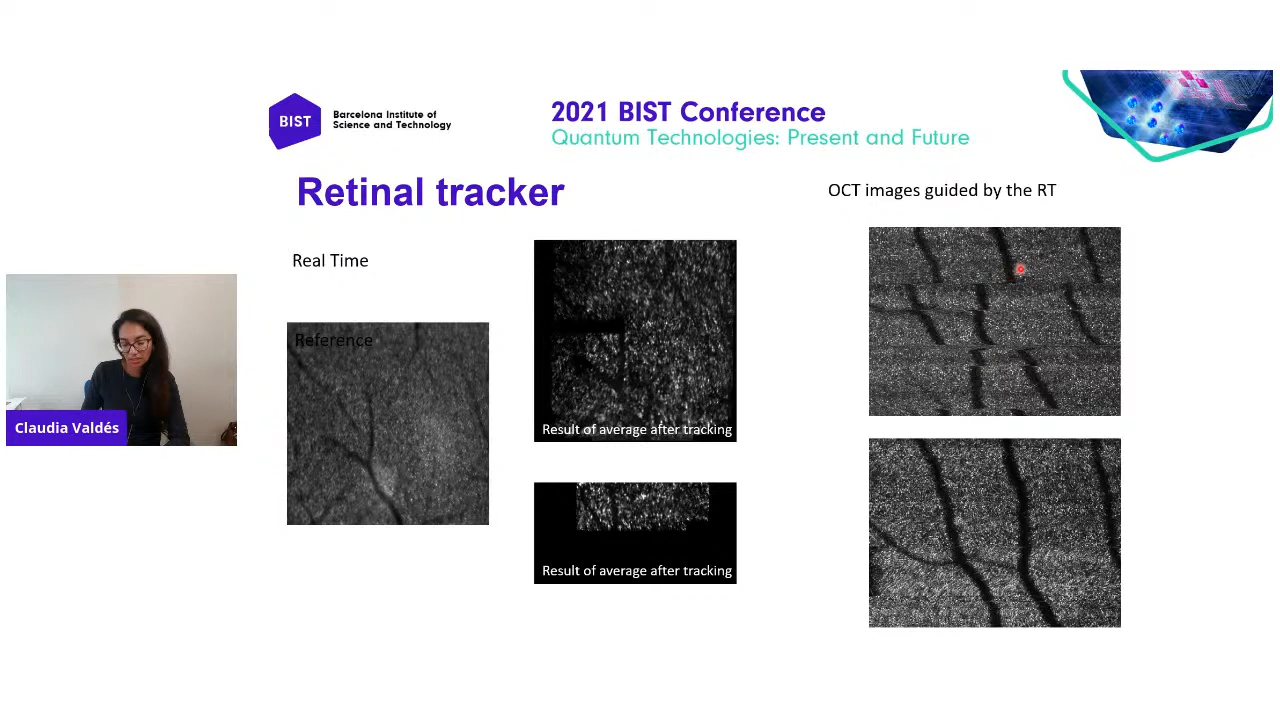 BIST
Barcelona Institute of
Science and Technology
2021 BIST Conference
Quantum Technologies: Present and Future
Retinal tracker
OCT images guided by the RT
Real Time
Reference
Result of average after tracking
Result of average after tracking
Claudia Valdés